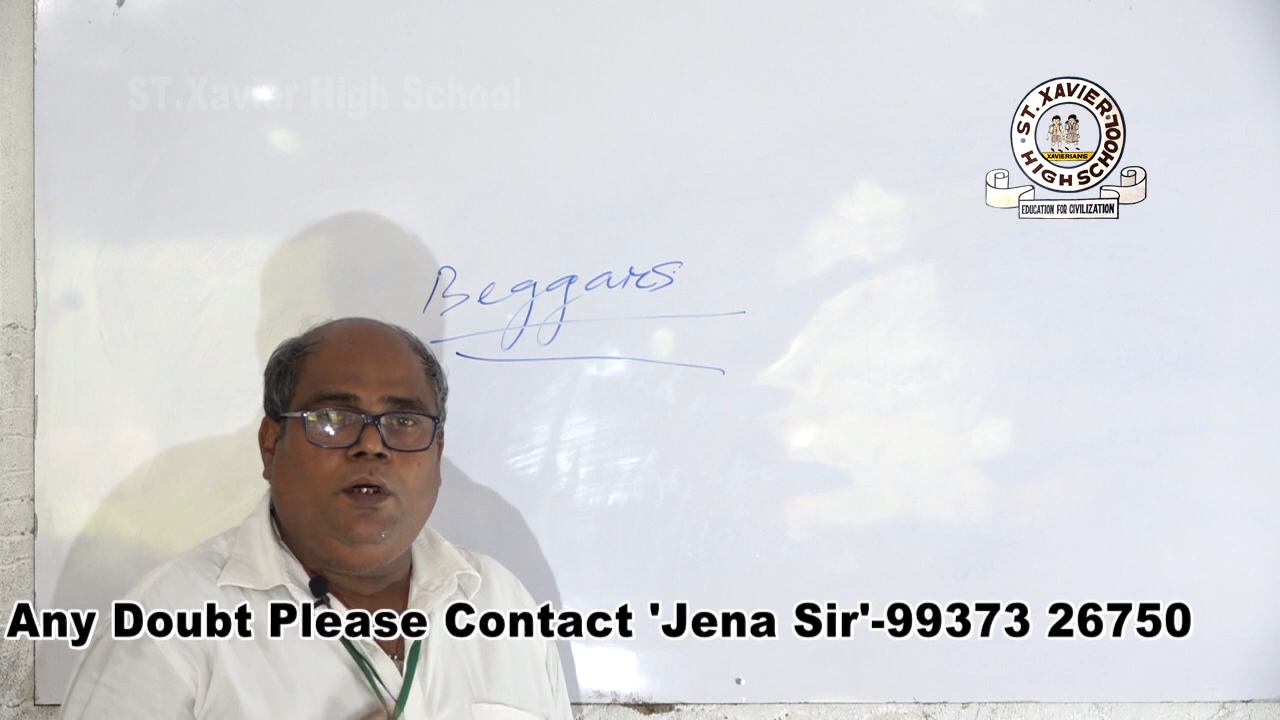 ST.Xavier High School
ST. XAVIER HIGH SCHOOL
XAVIERIANS
EDUCATION FOR CIVILIZATION
Beggars
Any Doubt Please Contact 'Jena Sir'-99373 26750